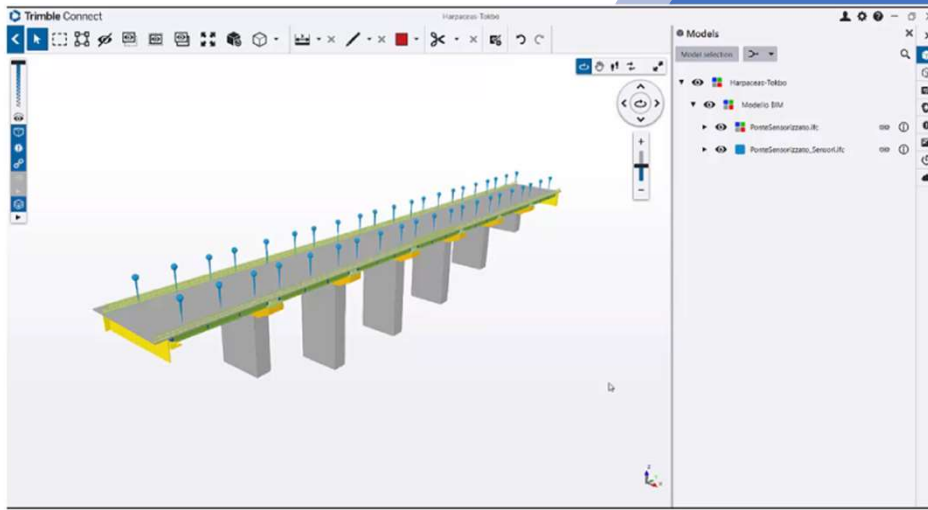 Trimble Connect
Harpaceas-Tekbo
Models
Model selection
Harpaceas-Tekbo
Modello BIM
PonteSensorizzato.ifc
PonteSensorizzato_Sensori.ifc